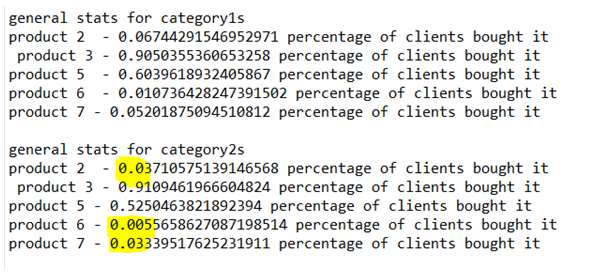 general stats for category1s
product 2  - 0.06744291546952971 percentage of clients bought it
 product 3 - 0.9050355360653258 percentage of clients bought it
product 5  - 0.6039618932405867 percentage of clients bought it
product 6  - 0.010736428247391502 percentage of clients bought it
product 7 - 0.05201875094510812 percentage of clients bought it

general stats for category2s
product 2  - 0.03710575139146568 percentage of clients bought it
 product 3 - 0.9109461966604824 percentage of clients bought it
product 5 - 0.5250463821892394 percentage of clients bought it
product 6 - 0.0055658627087198514 percentage of clients bought it
product 7 - 0.03339517625231911 percentage of clients bought it